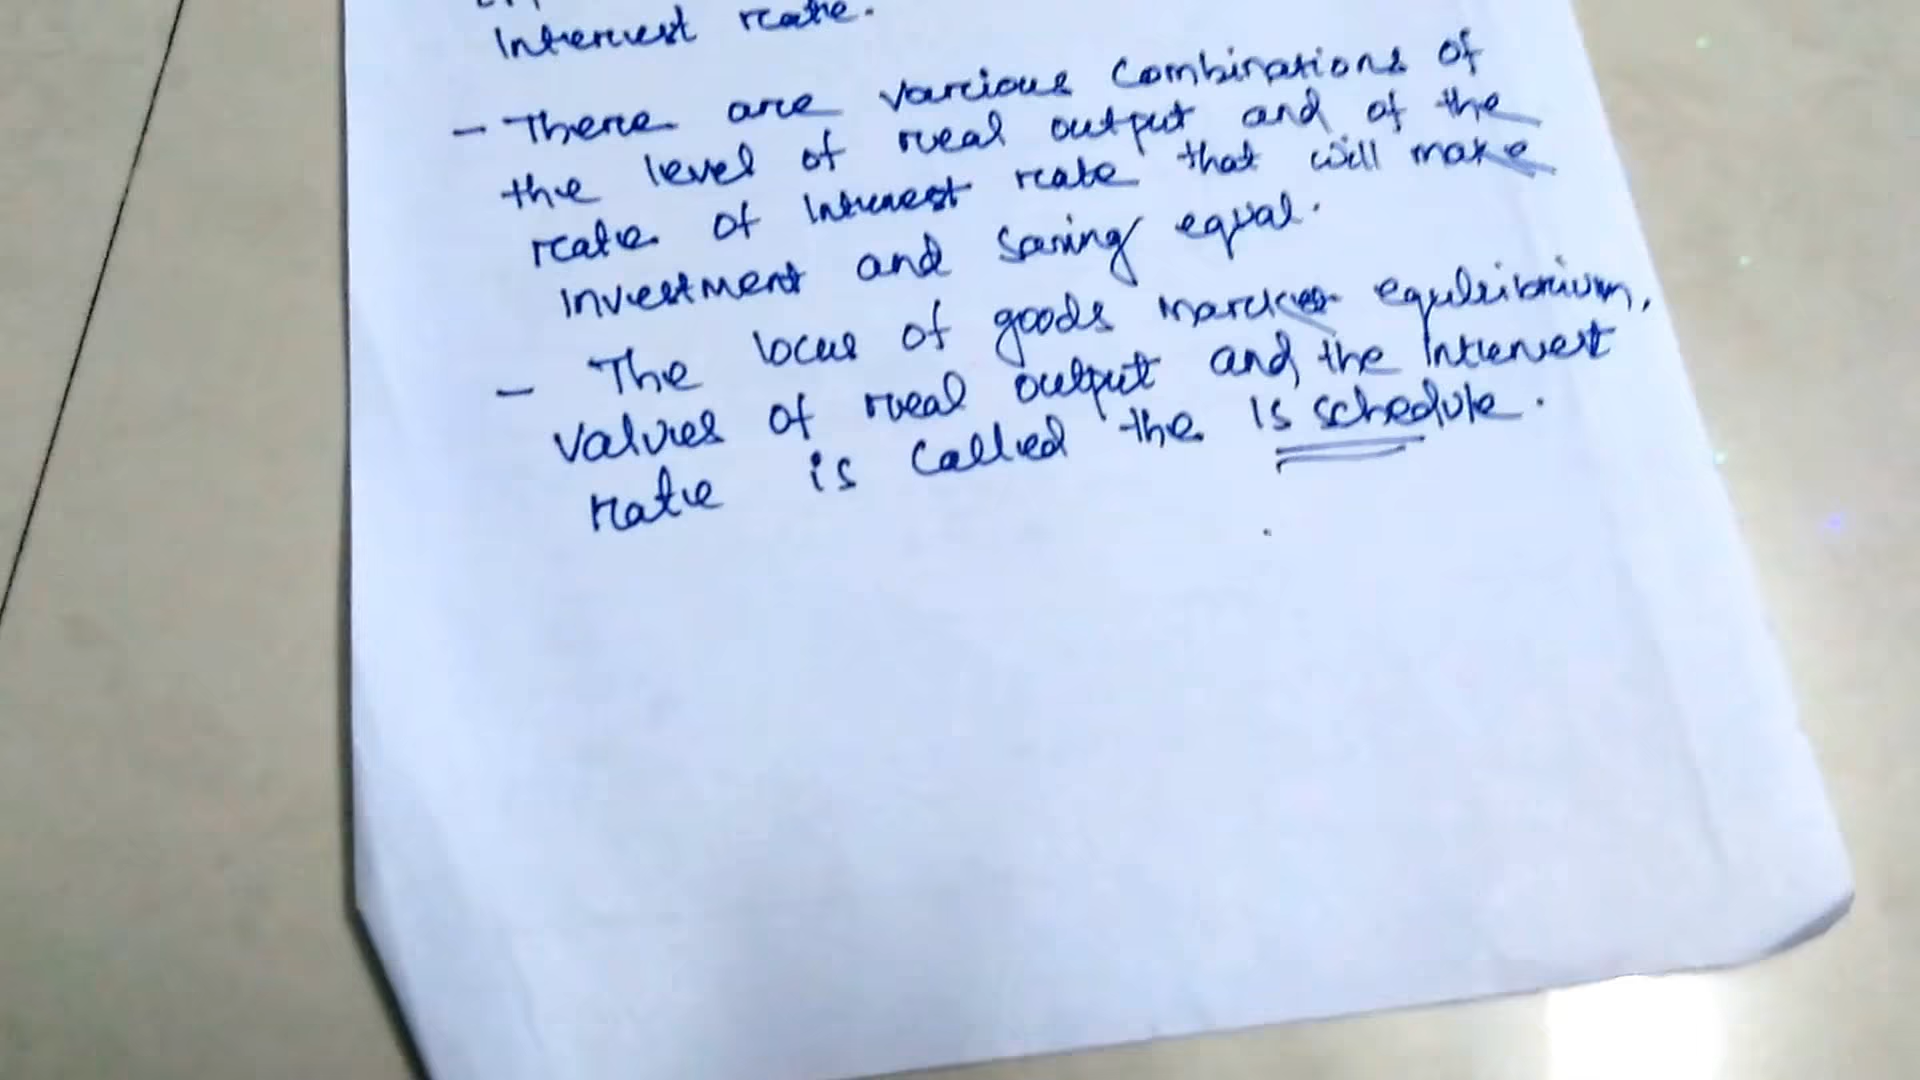 Interest rate.
- There are various combinations of
the level of real output and of the
rate of interest rate that will make
investment and saving equal.
- The locus of goods market equilibrium,
values of real output and the interest
rate is called the IS schedule.